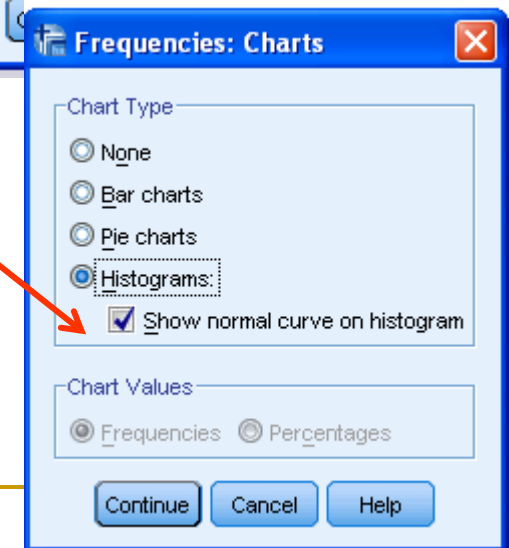 Frequencies: Charts
Chart Type
None
Bar charts
Pie charts
Histograms:
Show normal curve on histogram
Chart Values
Frequencies Percentages
Continue Cancel Help